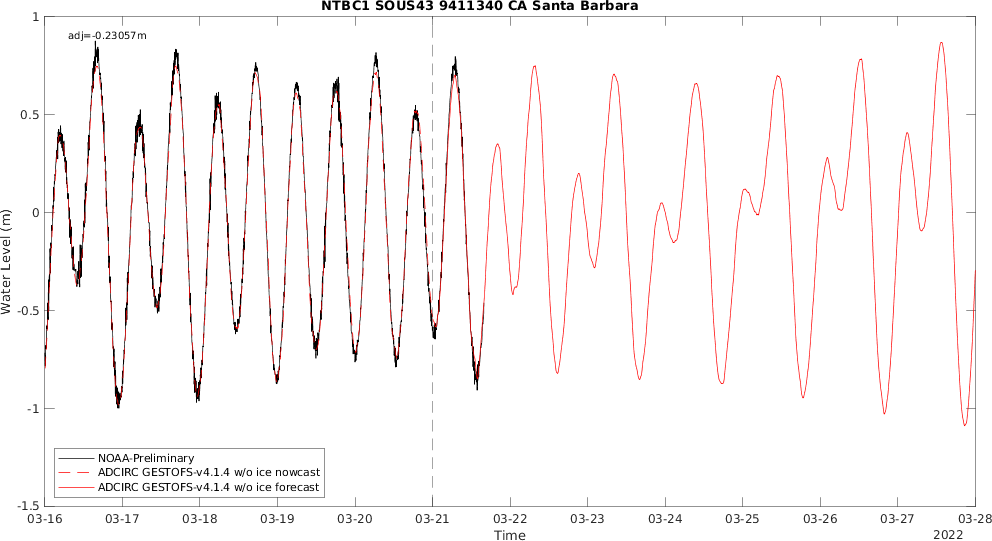 NTBC1 SOUS43 9411340 CA Santa Barbara
adj=-0.23057m
1
0.5
0
-0.5
-1
-1.5
Water Level (m)
NOAA-Preliminary
ADCIRC GESTOFS-v4.1.4 w/o ice nowcast
ADCIRC GESTOFS-v4.1.4 w/o ice forecast
03-16 03-17 03-18 03-19 03-20 03-21 03-22 03-23 03-24 03-25 03-26 03-27 03-28
Time
2022